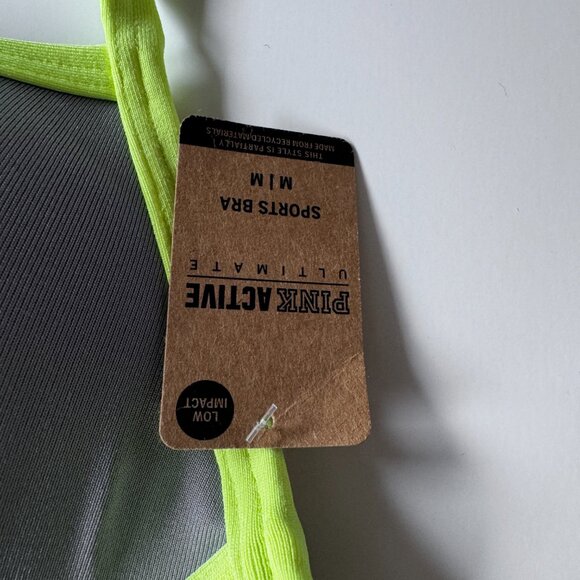 LOW
IMPACT
PINK ACTIVE
ULTIMATE
SPORTS BRA
M | M
THIS STYLE IS PARTIALLY
MADE FROM RECYCLED MATERIALS